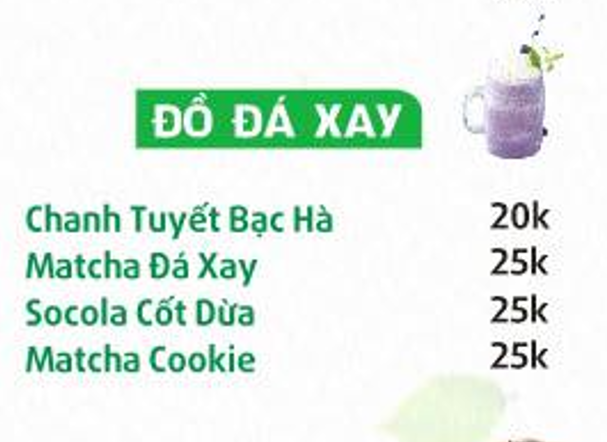 ĐỒ ĐÁ XAY
Chanh Tuyết Bạc Hà 20k
Matcha Đá Xay 25k
Socola Cốt Dừa 25k
Matcha Cookie 25k